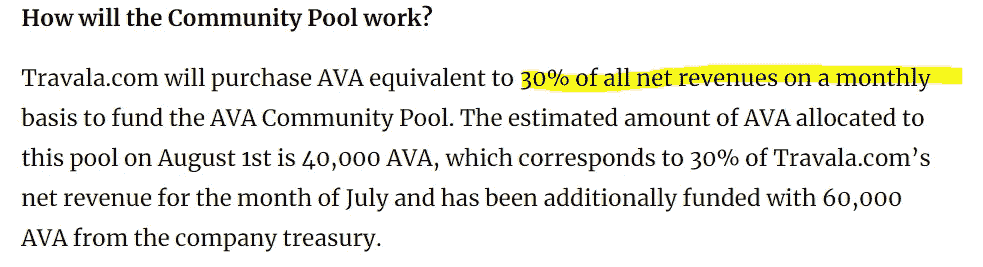 How will the Community Pool work?
Travala.com will purchase AVA equivalent to 30% of all net revenues on a monthly
basis to fund the AVA Community Pool. The estimated amount of AVA allocated to
this pool on August 1st is 40,000 AVA, which corresponds to 30% of Travala.com’s
net revenue for the month of July and has been additionally funded with 60,000
AVA from the company treasury.